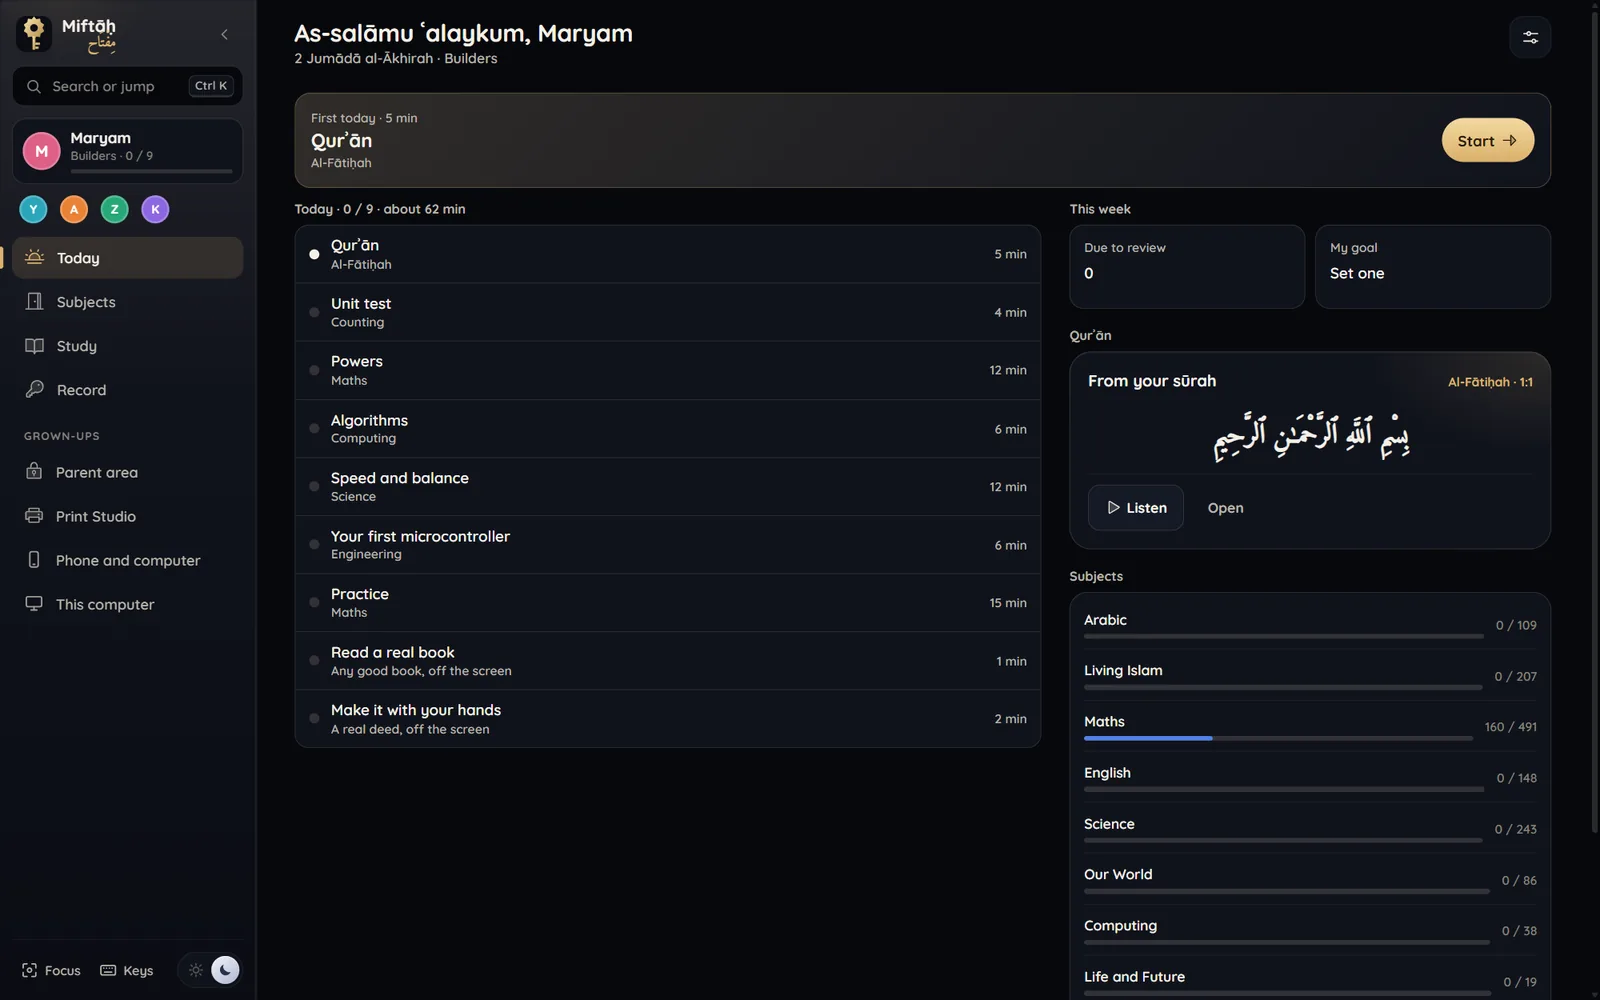 Miftāḥ
مفتاح
Search or jump
Ctrl K
M
Maryam
Builders · 0 / 9
Y
A
Z
K
Today
Subjects
Study
Record
GROWN-UPS
Parent area
Print Studio
Phone and computer
This computer
Focus
Keys
As-salāmu ʿalaykum, Maryam
2 Jumādā al-Ākhirah · Builders
First today · 5 min
Qurʾān
Al-Fātiḥah
Start
Today · 0 / 9 · about 62 min
Qurʾān
5 min
Al-Fātiḥah
Unit test
4 min
Counting
Powers
12 min
Maths
Algorithms
6 min
Computing
Speed and balance
12 min
Science
Your first microcontroller
6 min
Engineering
Practice
15 min
Maths
Read a real book
1 min
Any good book, off the screen
Make it with your hands
2 min
A real deed, off the screen
This week
Due to review
0
My goal
Set one
Qurʾān
From your sūrah
Al-Fātiḥah · 1:1
بِسْمِ ٱللَّهِ ٱلرَّحْمَـٰنِ ٱلرَّحِيمِ
Listen
Open
Subjects
Arabic
0 / 109
Living Islam
0 / 207
Maths
160 / 491
English
0 / 148
Science
0 / 243
Our World
0 / 86
Computing
0 / 38
Life and Future
0 / 19